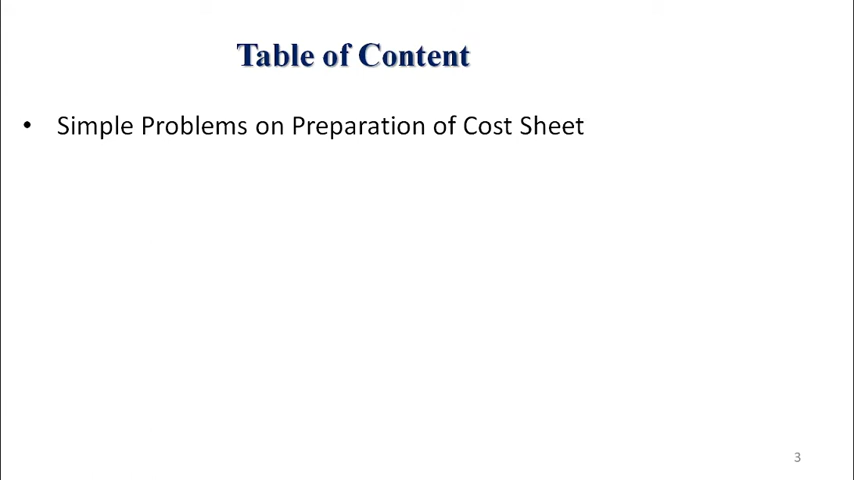 Table of Content
• Simple Problems on Preparation of Cost Sheet
3